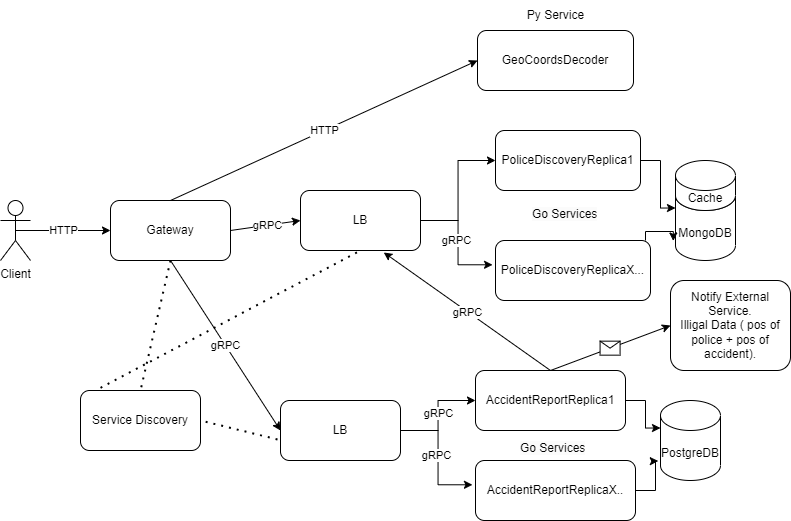 Py Service
GeoCoordsDecoder
HTTP
PoliceDiscoveryReplica1
Cache
MongoDB
Go Services
LB
gRPC
Gateway
HTTP
Client
gRPC
PoliceDiscoveryReplicaX...
Notify External
Service.
Illigal Data ( pos of
police + pos of
accident).
gRPC
gRPC
Service Discovery
LB
AccidentReportReplica1
gRPC
Go Services
gRPC
PostgreDB
AccidentReportReplicaX..